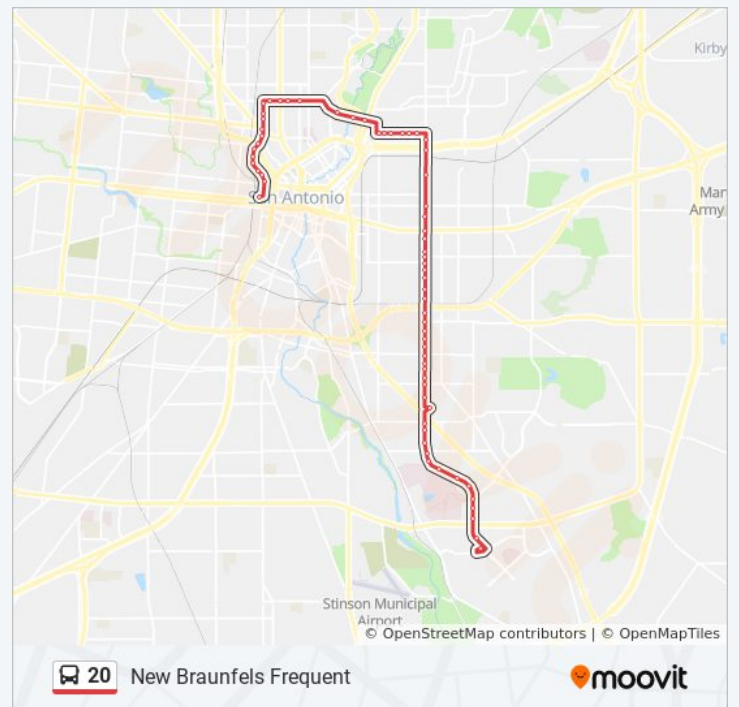 Kirby
San Antonio
Mar
Army
Stinson Municipal
Airport
© OpenStreetMap contributors | © OpenMapTiles
20 New Braunfels Frequent
moovit